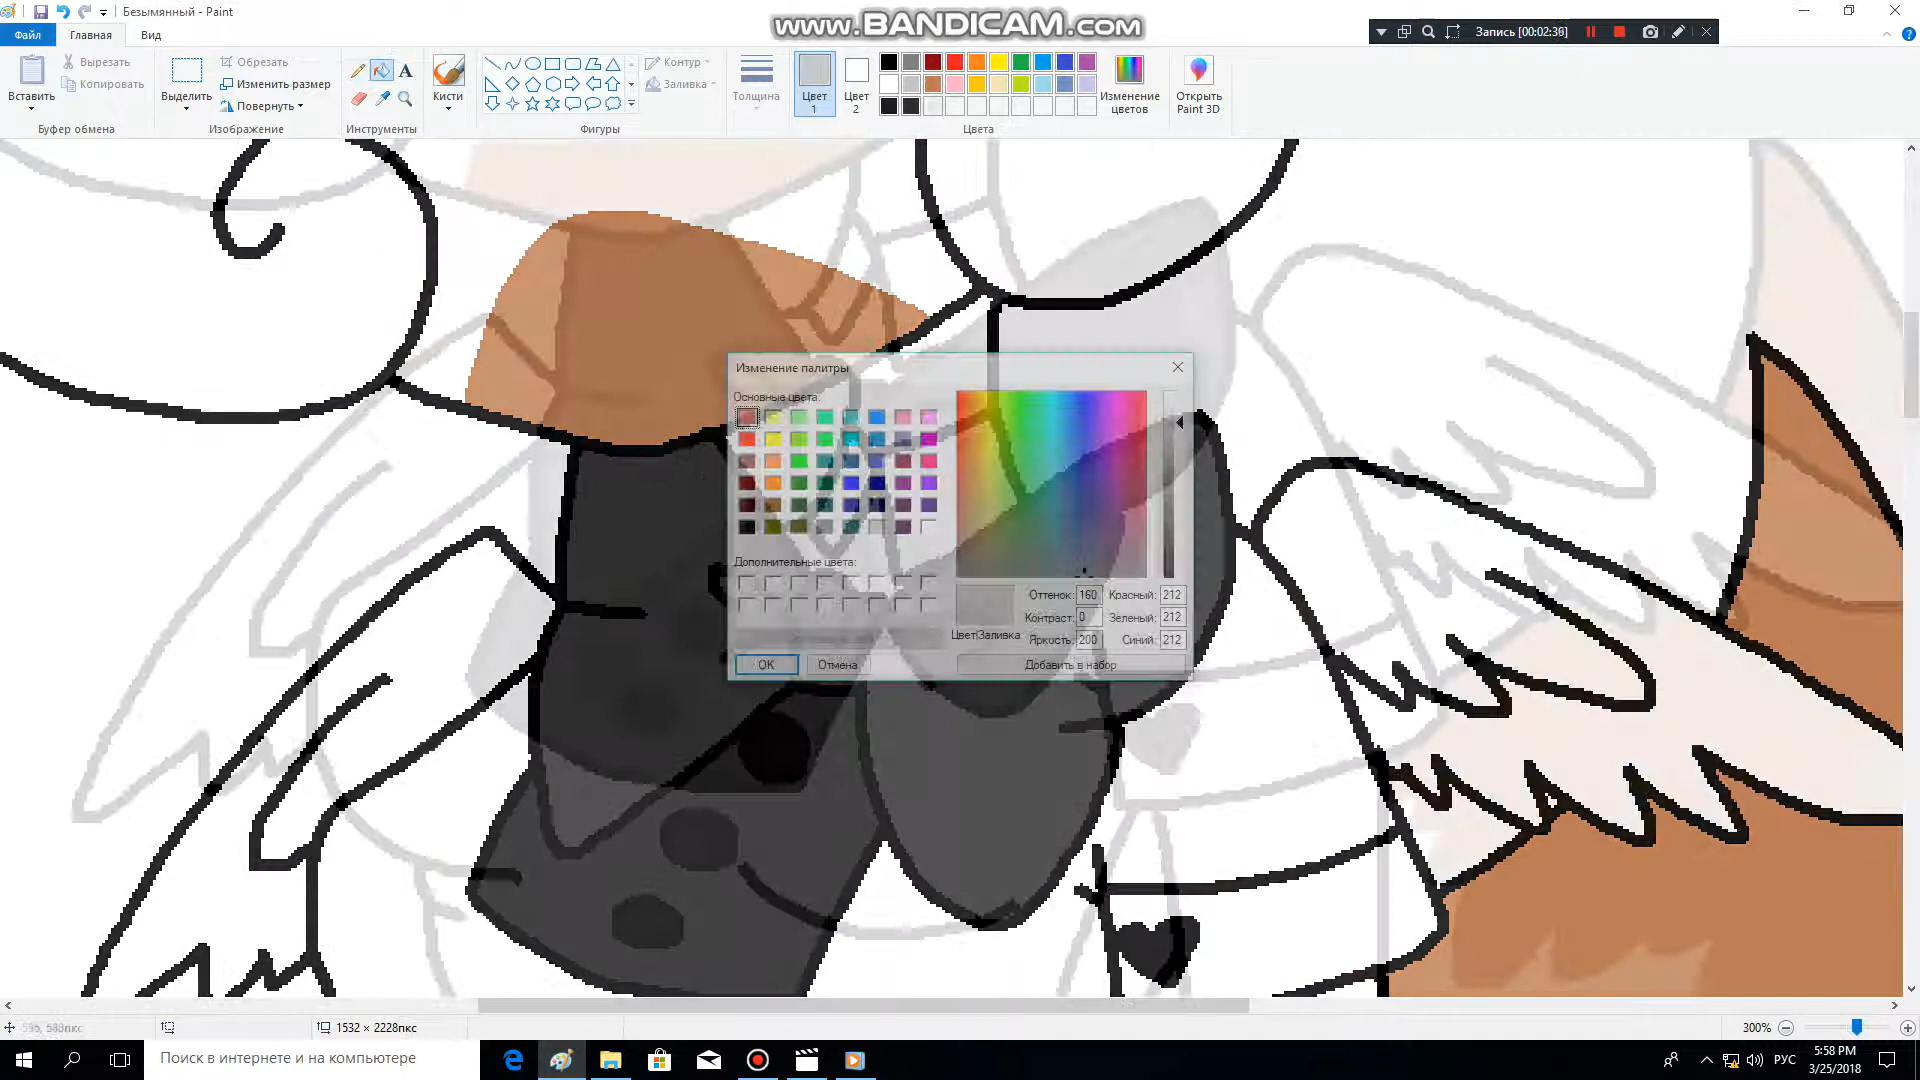 Безымянный - Paint
www.BANDICAM.com
Запись [00:02:38]
Файл
Главная
Вид
Вставить
Вырезать
Копировать
Буфер обмена
Выделить
Обрезать
Изменить размер
Повернуть
Изображение
A
Инструменты
Кисти
Контур
Заливка
Фигуры
Толщина
Цвет
1
Цвет
2
Изменение
цветов
Открыть
Paint 3D
Цвета
Изменение палитры
Основные цвета:
Дополнительные цвета:
Оттенок: 160 Красный: 212
Контраст: 0 Зеленый: 212
Цвет|Заливка Яркость: 200 Синий: 212
OK
Отмена
Добавить в набор
1532 × 2228пкс
300%
Поиск в интернете и на компьютере
РУС
5:58 PM
3/25/2018